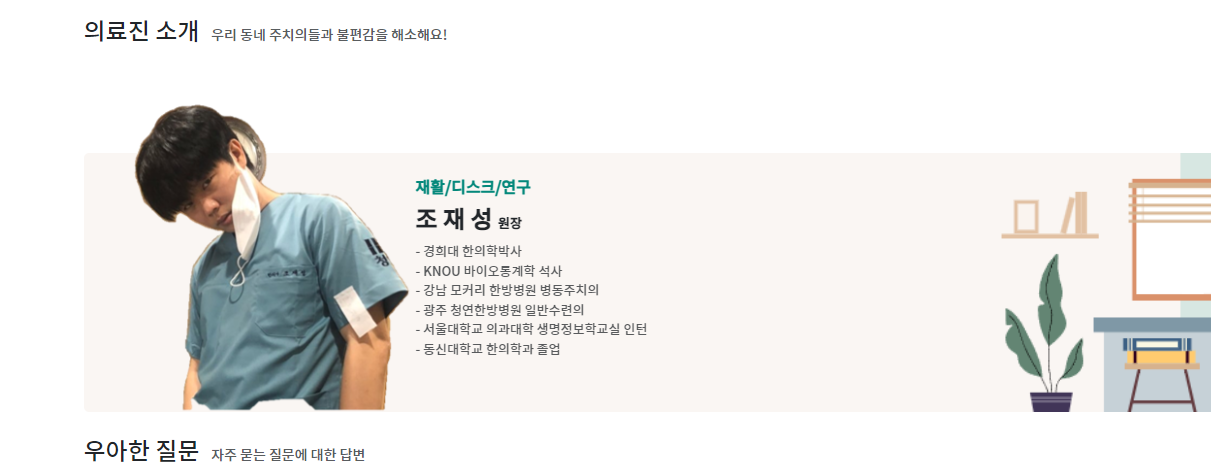 의료진 소개 우리 동네 주치의들과 불편감을 해소해요!
재활/디스크/연구
조 재 성 원장
- 경희대 한의학박사
- KNOU 바이오통계학 석사
- 강남 모커리 한방병원 병동주치의
- 광주 청연한방병원 일반수련의
- 서울대학교 의과대학 생명정보학교실 인턴
- 동신대학교 한의학과 졸업
우아한 질문 자주 묻는 질문에 대한 답변